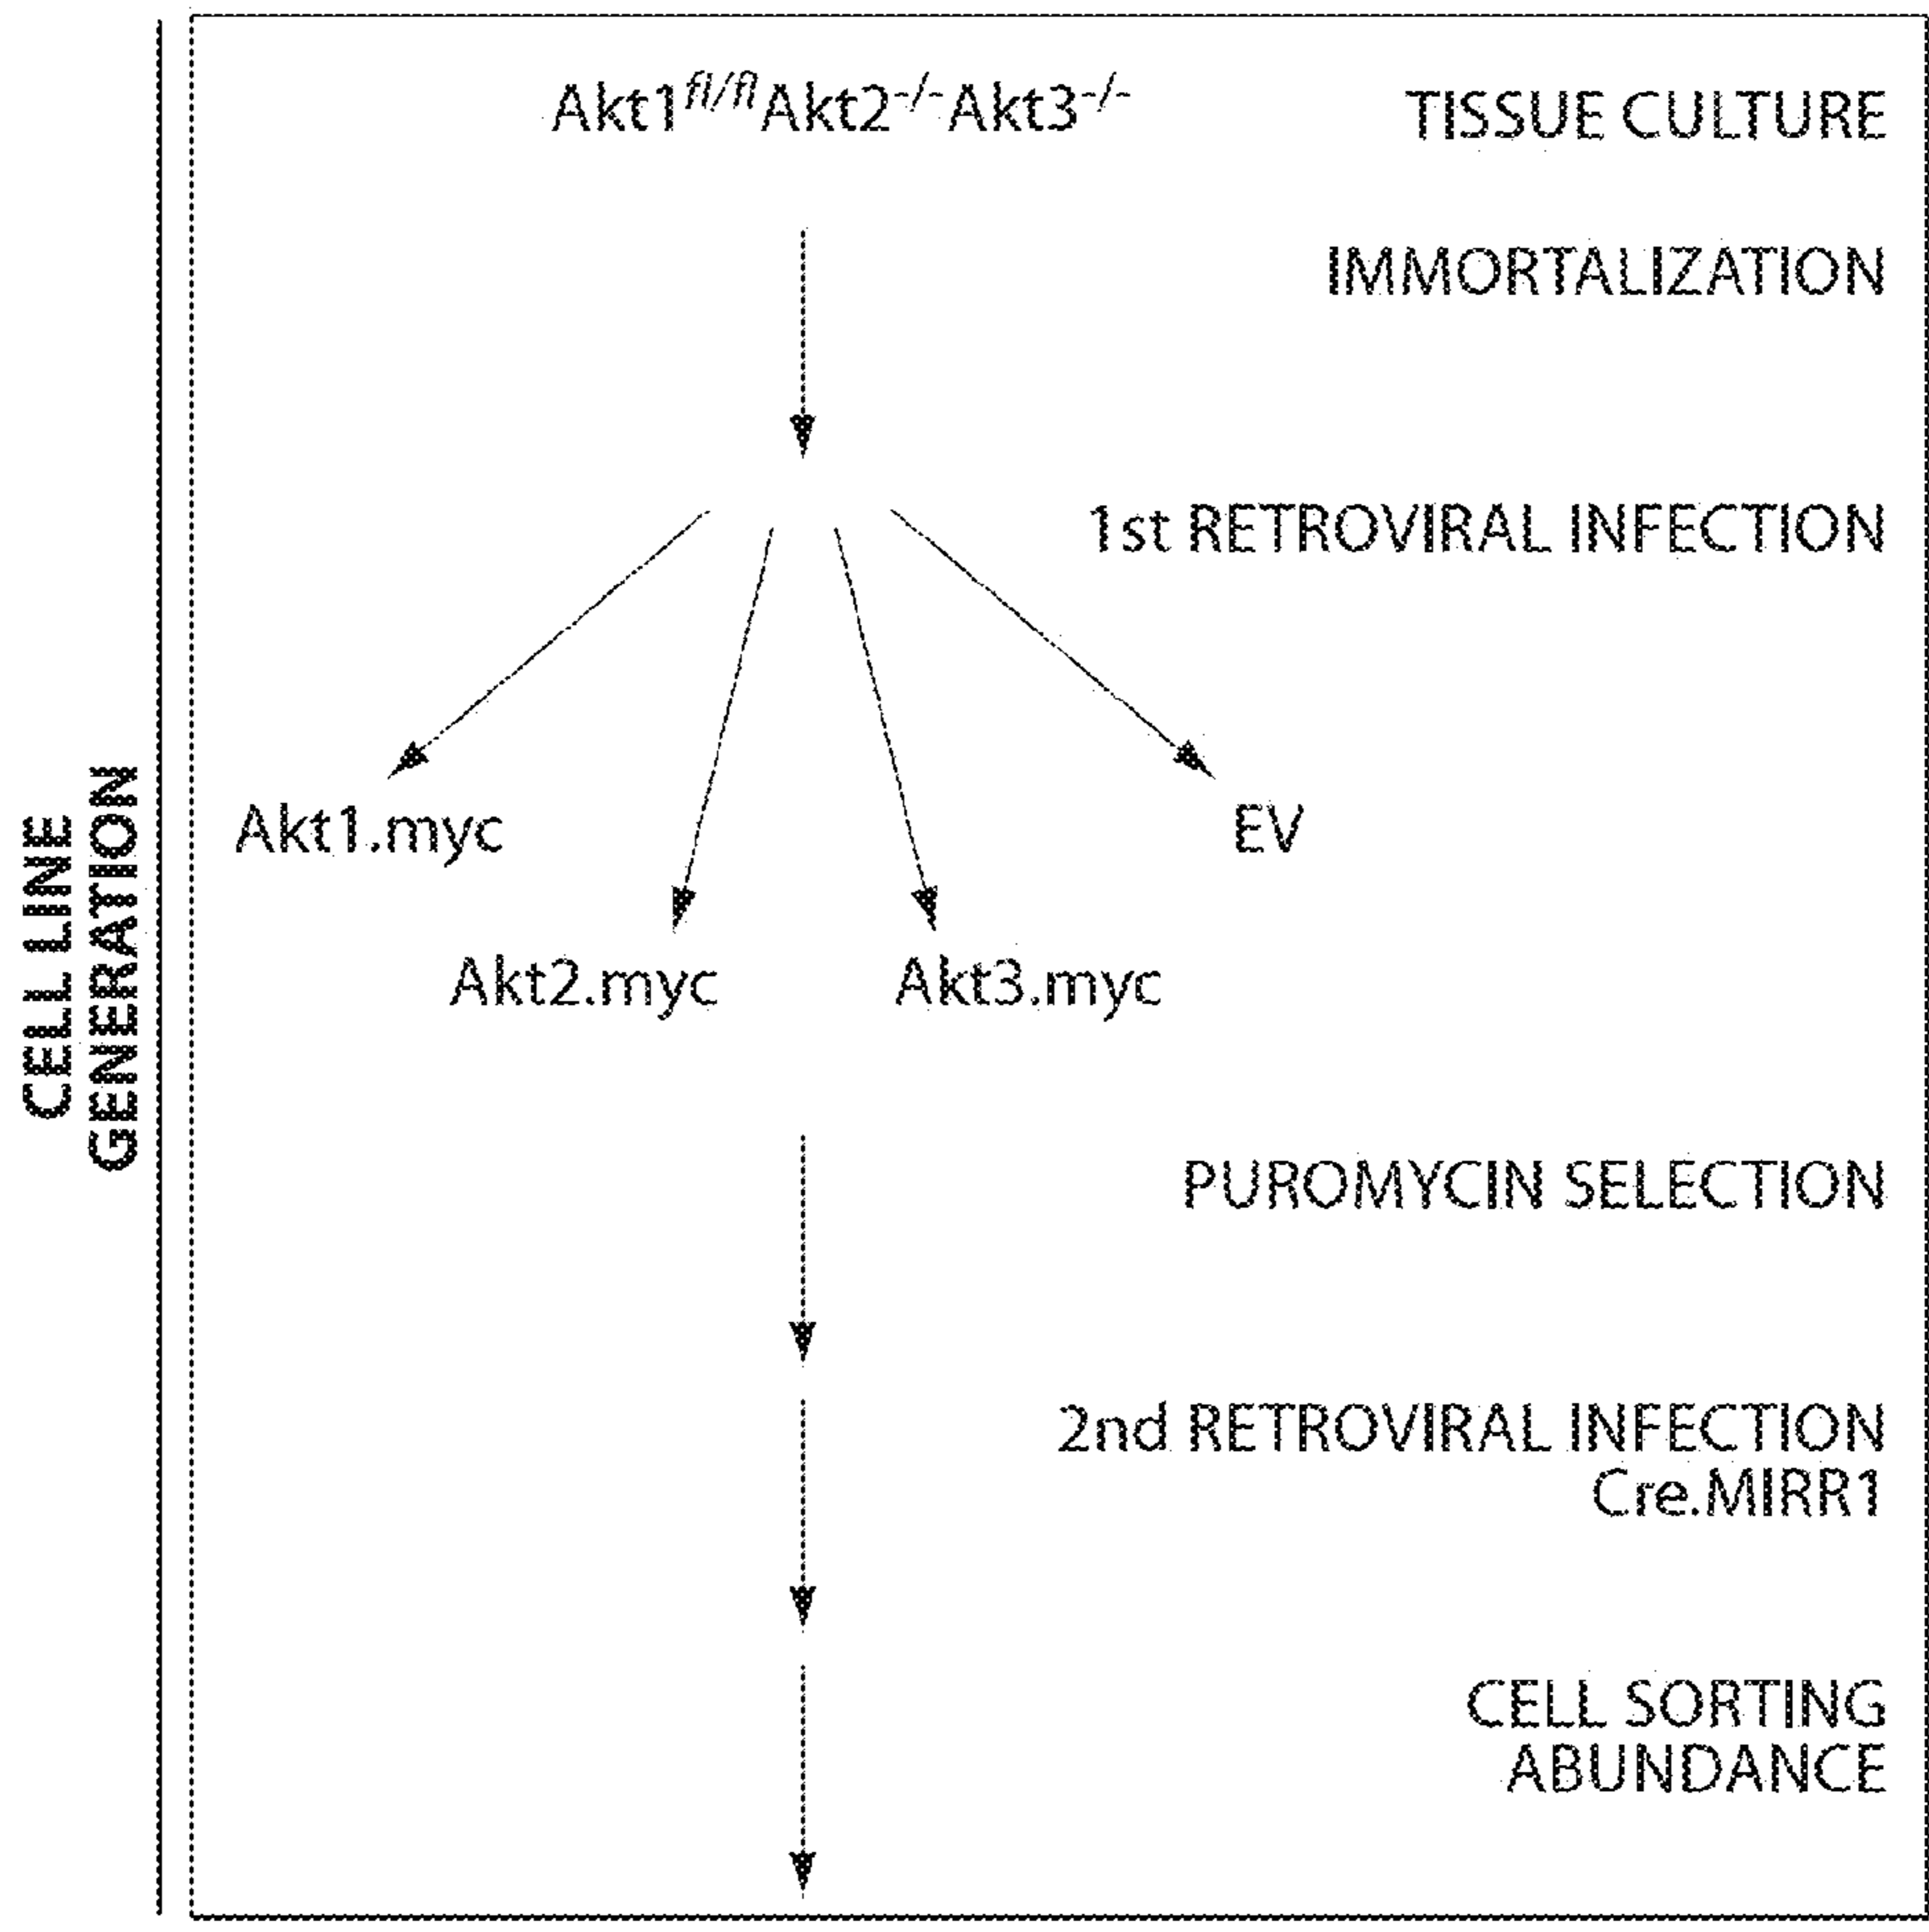 CELL LINE
GENERATION
Akt1fl/flAkt2-/-Akt3-/-
TISSUE CULTURE
IMMORTALIZATION
1st RETROVIRAL INFECTION
Akt1.myc
EV
Akt2.myc
Akt3.myc
PUROMYCIN SELECTION
2nd RETROVIRAL INFECTION
Cre.MIRR1
CELL SORTING
ABUNDANCE